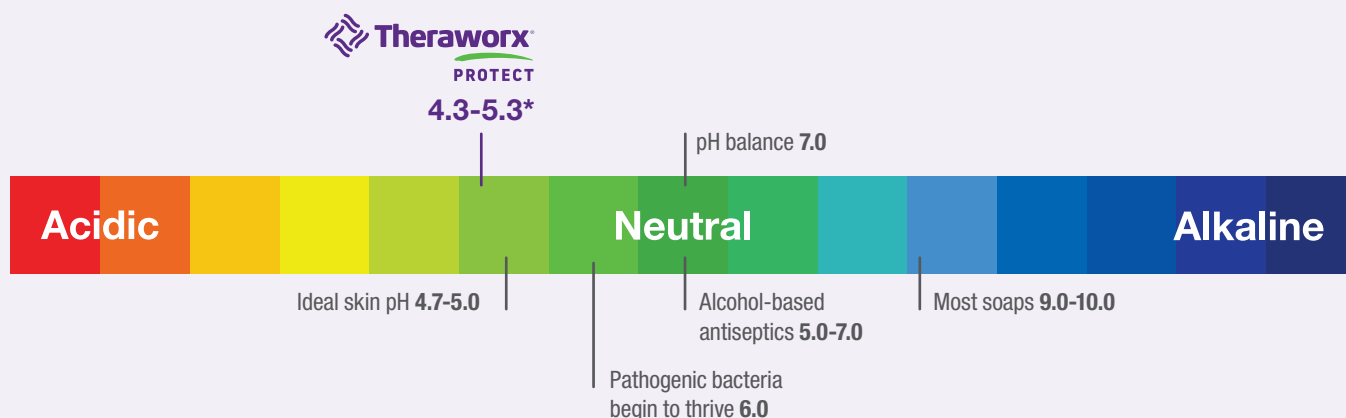 Theraworx®
PROTECT
4.3-5.3*
pH balance 7.0
Acidic
Neutral
Alkaline
Ideal skin pH 4.7-5.0
Alcohol-based
antiseptics 5.0-7.0
Most soaps 9.0-10.0
Pathogenic bacteria
begin to thrive 6.0